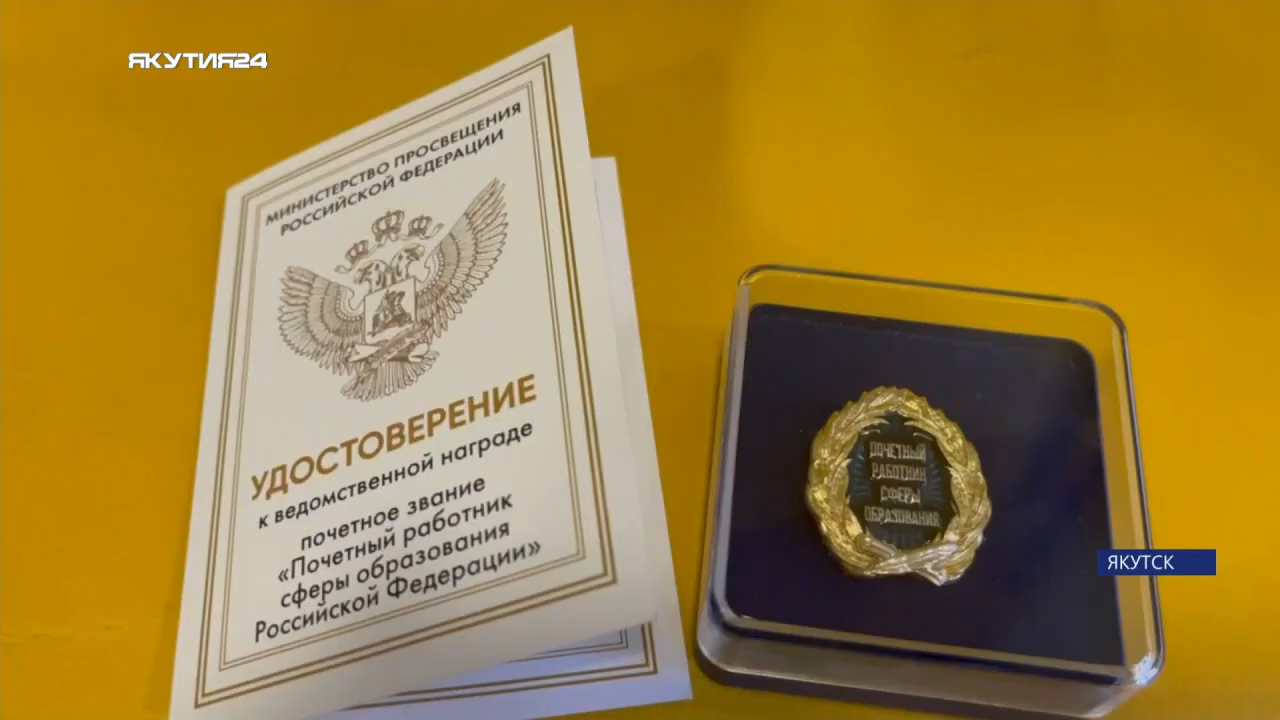 ЯКУТИЯ24
МИНИСТЕРСТВО ПРОСВЕЩЕНИЯ
РОССИЙСКОЙ ФЕДЕРАЦИИ
УДОСТОВЕРЕНИЕ
к ведомственной награде
почетное звание
«Почетный работник
сферы образования
Российской Федерации»
ПОЧЕТНЫЙ
РАБОТНИК
СФЕРЫ
ОБРАЗОВАНИЯ
ЯКУТСК